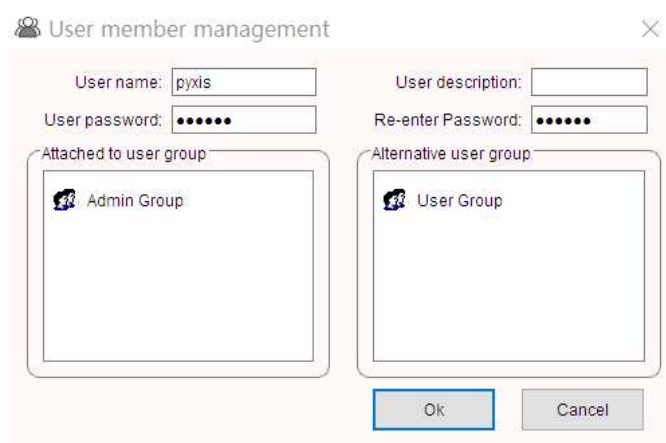 User member management
User name: pyxis User description:
User password: •••••• Re-enter Password: ••••••
Attached to user group Alternative user group
Admin Group User Group
Ok Cancel